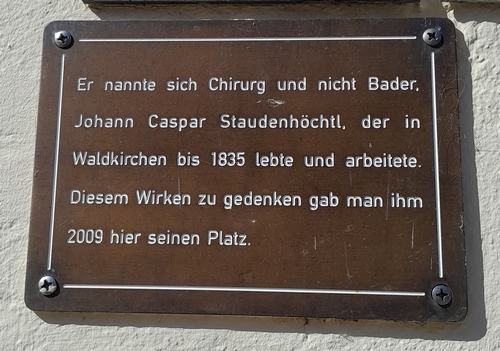 Er nannte sich Chirurg und nicht Bader,
Johann Caspar Staudenhöchtl, der in
Waldkirchen bis 1835 lebte und arbeitete.
Diesem Wirken zu gedenken gab man ihm
2009 hier seinen Platz.